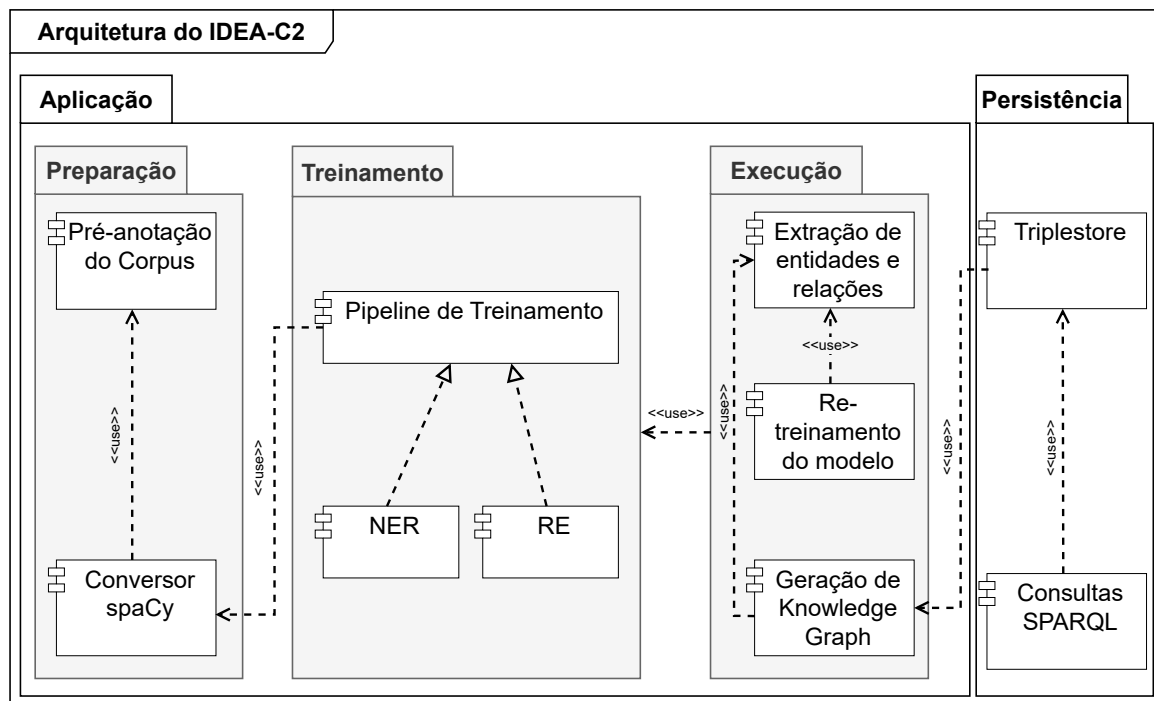 Arquitetura do IDEA-C2
Aplicação
Persistência
Preparação
Pré-anotação
do Corpus
<<use>>
Conversor
spaCy
<<use>>
Treinamento
Pipeline de Treinamento
NER
RE
<<use>>
Execução
Extração de
entidades e
relações
<<use>>
<<use>>
Re-
treinamento
do modelo
Geração de
Knowledge
Graph
<<use>>
Triplestore
<<use>>
Consultas
SPARQL